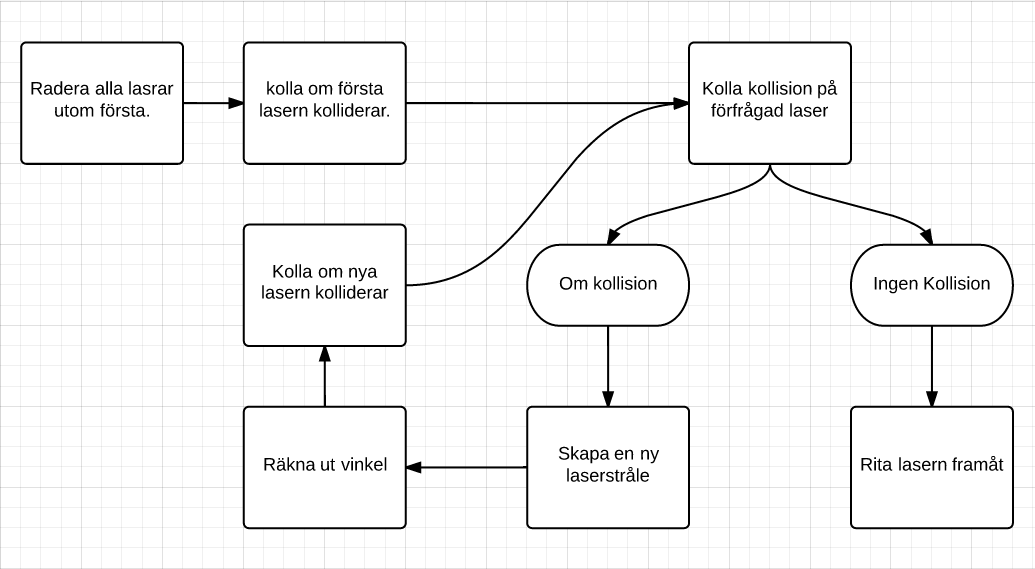 Radera alla lasrar
utom första.
kolla om första
lasern kolliderar.
Kolla kollision på
förfrågad laser
Kolla om nya
lasern kolliderar
Om kollision
Ingen Kollision
Räkna ut vinkel
Skapa en ny
laserstråle
Rita lasern framåt